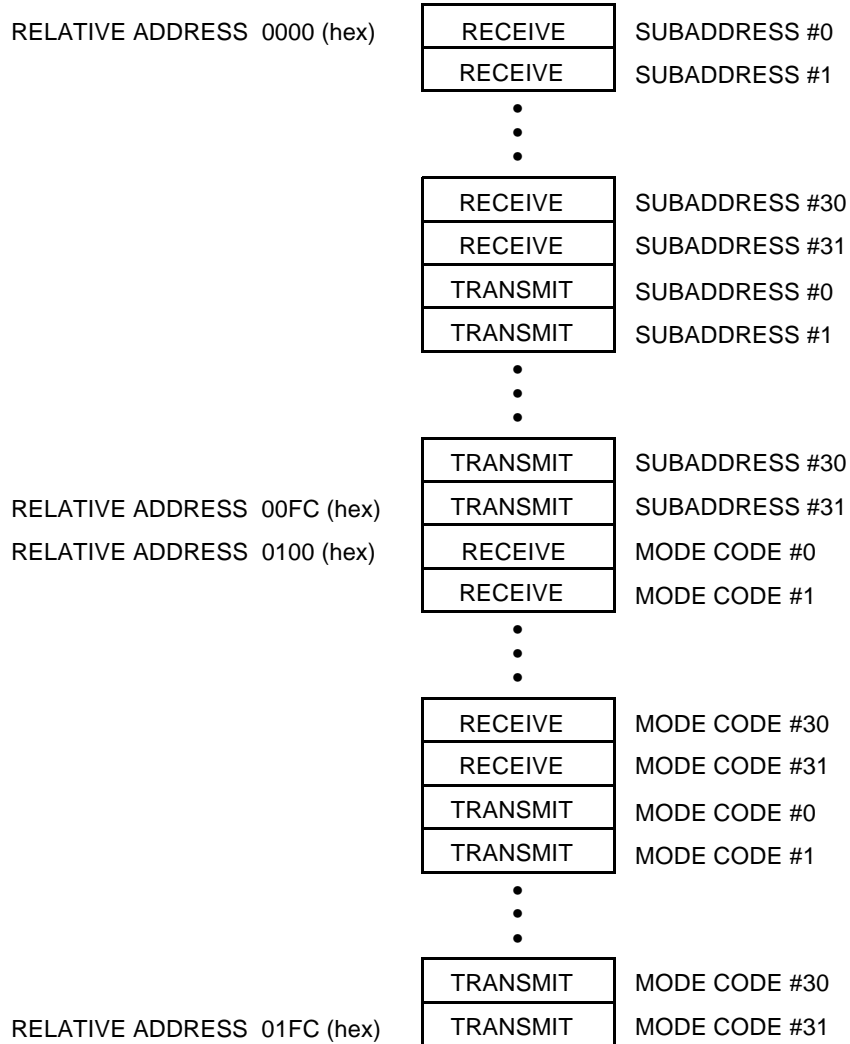 RELATIVE ADDRESS 0000 (hex) RECEIVE SUBADDRESS #0
RECEIVE SUBADDRESS #1
RECEIVE SUBADDRESS #30
RECEIVE SUBADDRESS #31
TRANSMIT SUBADDRESS #0
TRANSMIT SUBADDRESS #1
TRANSMIT SUBADDRESS #30
RELATIVE ADDRESS 00FC (hex) TRANSMIT SUBADDRESS #31
RELATIVE ADDRESS 0100 (hex) RECEIVE MODE CODE #0
RECEIVE MODE CODE #1
RECEIVE MODE CODE #30
RECEIVE MODE CODE #31
TRANSMIT MODE CODE #0
TRANSMIT MODE CODE #1
TRANSMIT MODE CODE #30
RELATIVE ADDRESS 01FC (hex) TRANSMIT MODE CODE #31